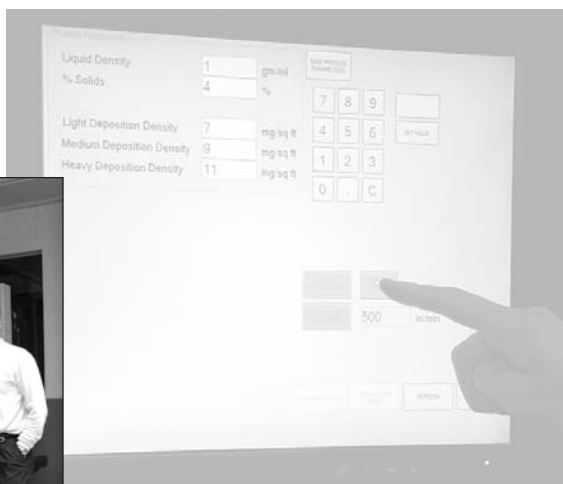 Liquid Density 1 gm/ml
% Solids 4 %
SAVE PROCESS
PARAMETERS
7 8 9
Light Deposition Density 7 mg/sq ft
4 5 6 SET VALUE
Medium Deposition Density 9 mg/sq ft
1 2 3
Heavy Deposition Density 11 mg/sq ft
0 . C
500 in/min
REFRESH